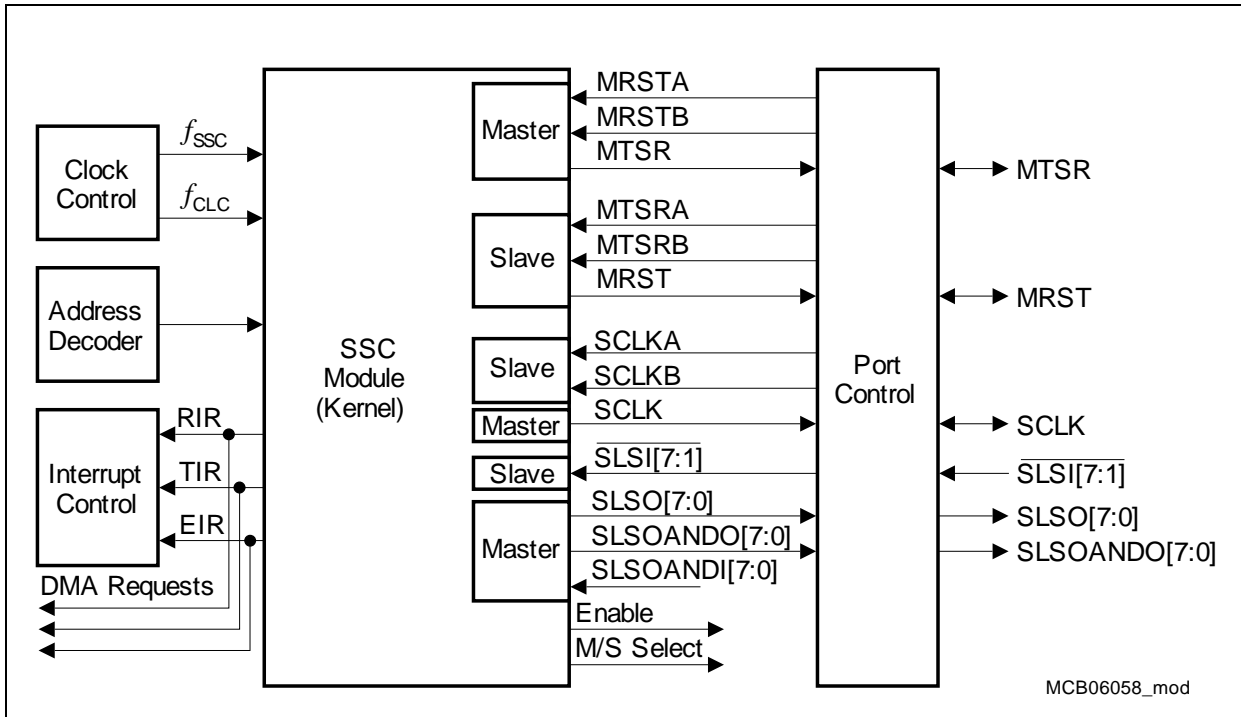 Clock
Control
fSSC
fCLC
Address
Decoder
Interrupt
Control
RIR
TIR
EIR
DMA Requests
SSC
Module
(Kernel)
Master
Slave
Slave
Master
Slave
Master
MRSTA
MRSTB
MTSR
MTSRA
MTSRB
MRST
SCLKA
SCLKB
SCLK
SLSI[7:1]
SLSO[7:0]
SLSOANDO[7:0]
SLSOANDI[7:0]
Enable
M/S Select
Port
Control
MTSR
MRST
SCLK
SLSI[7:1]
SLSO[7:0]
SLSOANDO[7:0]
MCB06058_mod